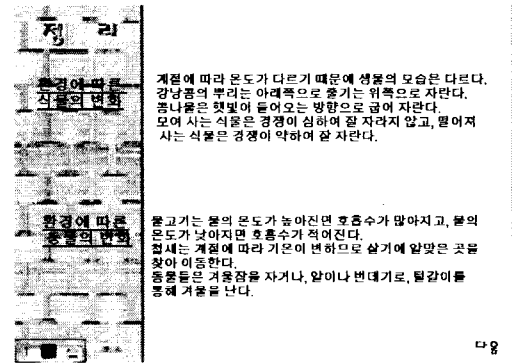 정 리
환경에 따른
식물의 변화
계절에 따라 온도가 다르기 때문에 생물의 모습은 다르다.
강낭콩의 뿌리는 아래쪽으로 줄기는 위쪽으로 자란다.
콩나물은 햇빛이 들어오는 방향으로 굽어 자란다.
모여 사는 식물은 경쟁이 심하여 잘 자라지 않고, 떨어져
사는 식물은 경쟁이 약하여 잘 자란다.
환경에 따른
동물의 변화
물고기는 물의 온도가 높아진면 호흡수가 많아지고, 물의
온도가 낮아자면 호흡수가 적어진다.
철새는 계절에 따라 기온이 변하므로 살기에 알맞은 곳을
찾아 이동한다.
동물들은 겨울잠을 자거나, 알이나 번데기로, 털갈이를
통해 겨울을 난다.
다음